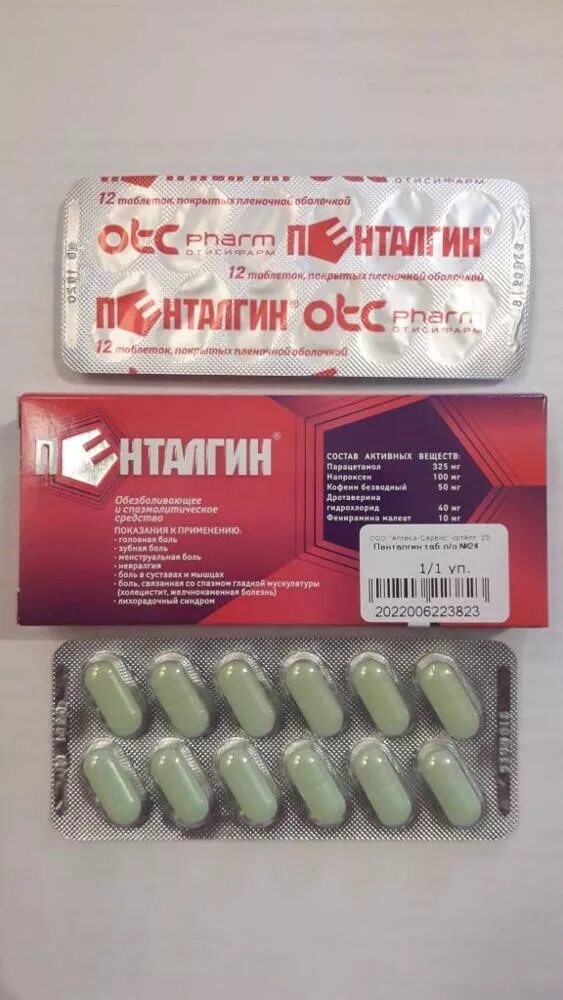 ОТИСИФАРМ
12 таблеток, покрытых пленочной оболочкой
otc pharm ПЕНТАЛГИН®
ОТИСИФАРМ
12 таблеток, покрытых пленочной оболочкой
ПЕНТАЛГИН® otc pharm
ОТИСИФАРМ
12 таблеток, покрытых пленочной оболочкой
ПЕНТАЛГИН®
Обезболивающее
и спазмолитическое
средство
ПОКАЗАНИЯ К ПРИМЕНЕНИЮ:
- головная боль
- зубная боль
- менструальная боль
- невралгия
- боль в суставах и мышцах
- боль, связанная со спазмом гладкой мускулатуры
(холецистит, желчнокаменная болезнь)
- лихорадочный синдром
СОСТАВ АКТИВНЫХ ВЕЩЕСТВ:
Парацетамол 325 мг
Напроксен 100 мг
Кофеин безводный 50 мг
Дротаверина
гидрохлорид 40 мг
Фенирамина малеат 10 мг
ООО "Аптека-Сервис"
Пенталгин таб п/о №24
1/1 уп.
2022006223823